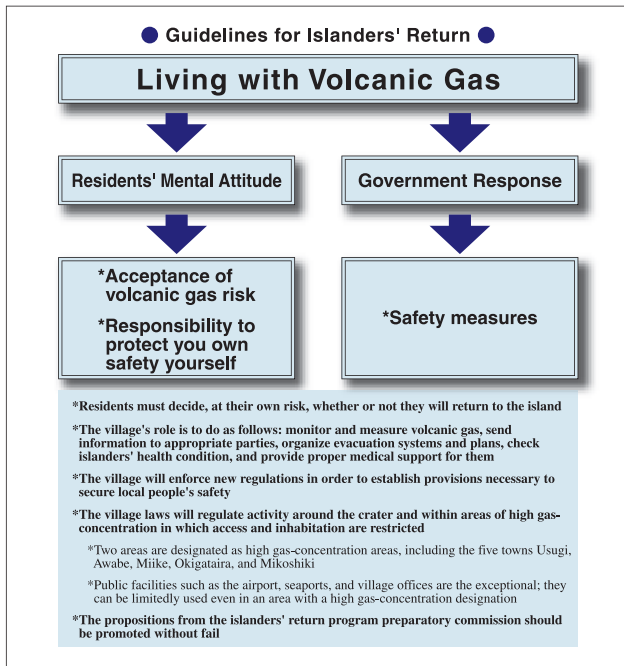 ● Guidelines for Islanders' Return ●
Living with Volcanic Gas
Residents' Mental Attitude
Government Response
*Acceptance of
volcanic gas risk
*Responsibility to
protect you own
safety yourself
*Safety measures
*Residents must decide, at their own risk, whether or not they will return to the island
*The village's role is to do as follows: monitor and measure volcanic gas, send
information to appropriate parties, organize evacuation systems and plans, check
islanders' health condition, and provide proper medical support for them
*The village will enforce new regulations in order to establish provisions necessary to
secure local people's safety
*The village laws will regulate activity around the crater and within areas of high gas-
concentration in which access and inhabitation are restricted
*Two areas are designated as high gas-concentration areas, including the five towns Usugi,
Awabe, Miike, Okigataira, and Mikoshiki
*Public facilities such as the airport, seaports, and village offices are the exceptional; they
can be limitedly used even in an area with a high gas-concentration designation
*The propositions from the islanders' return program preparatory commission should
be promoted without fail